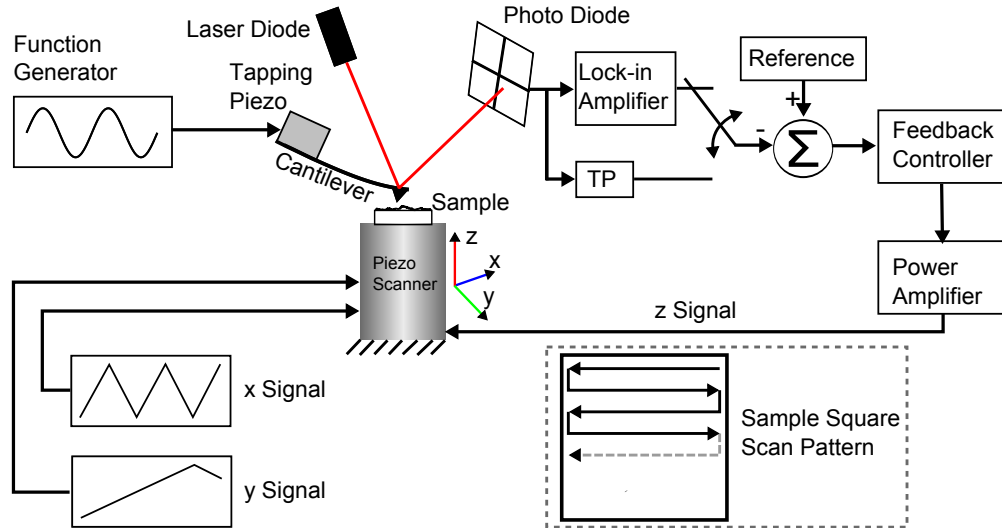 Function
Generator
Laser Diode
Tapping
Piezo
Cantilever
Photo Diode
Lock-in
Amplifier
TP
Reference
+
-
Σ
Feedback
Controller
Power
Amplifier
Sample
Piezo
Scanner
z
x
y
z Signal
x Signal
y Signal
Sample Square
Scan Pattern